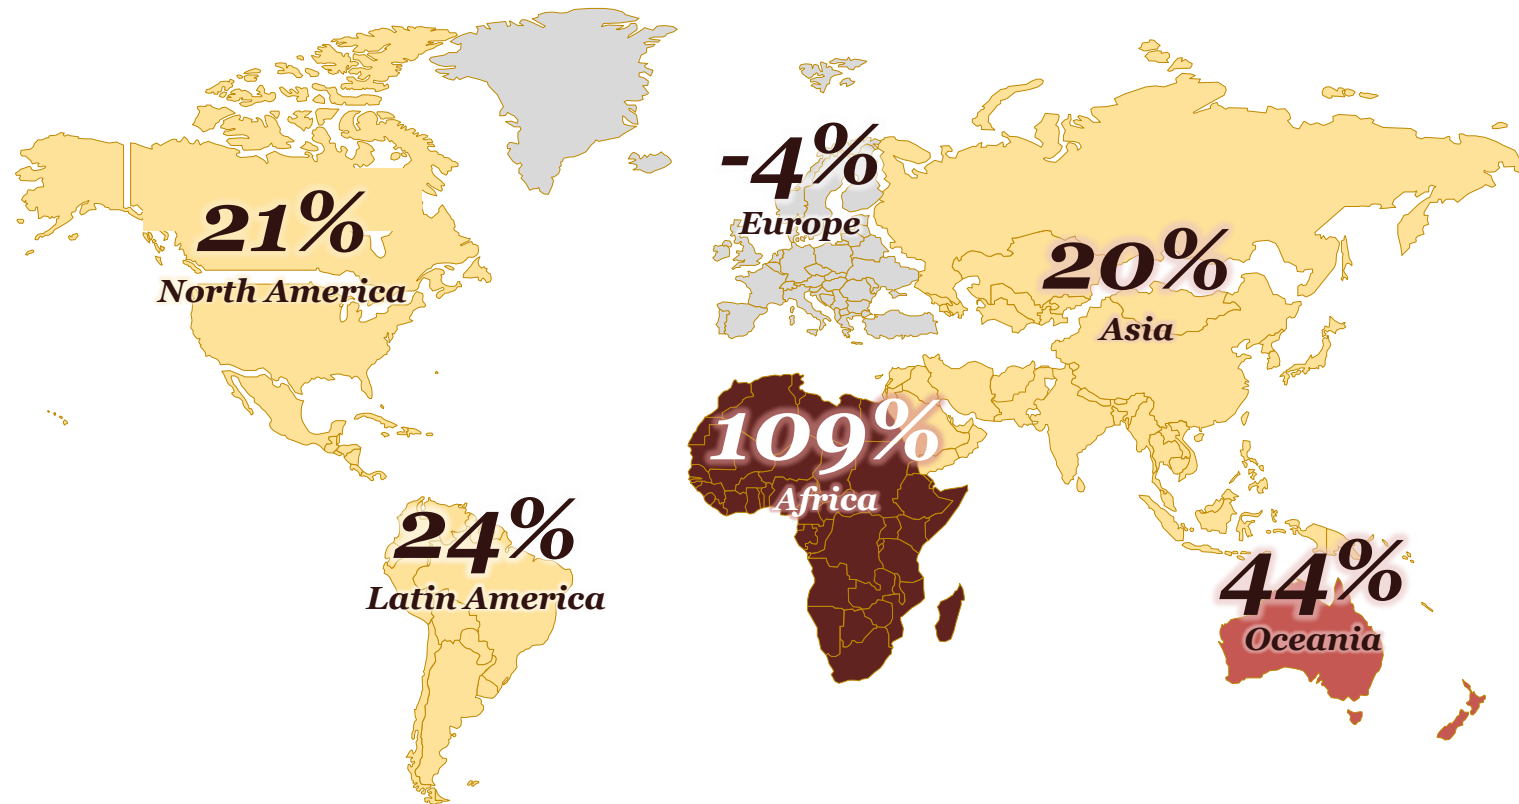 -4%
Europe
21%
North America
20%
Asia
109%
Africa
24%
Latin America
44%
Oceania